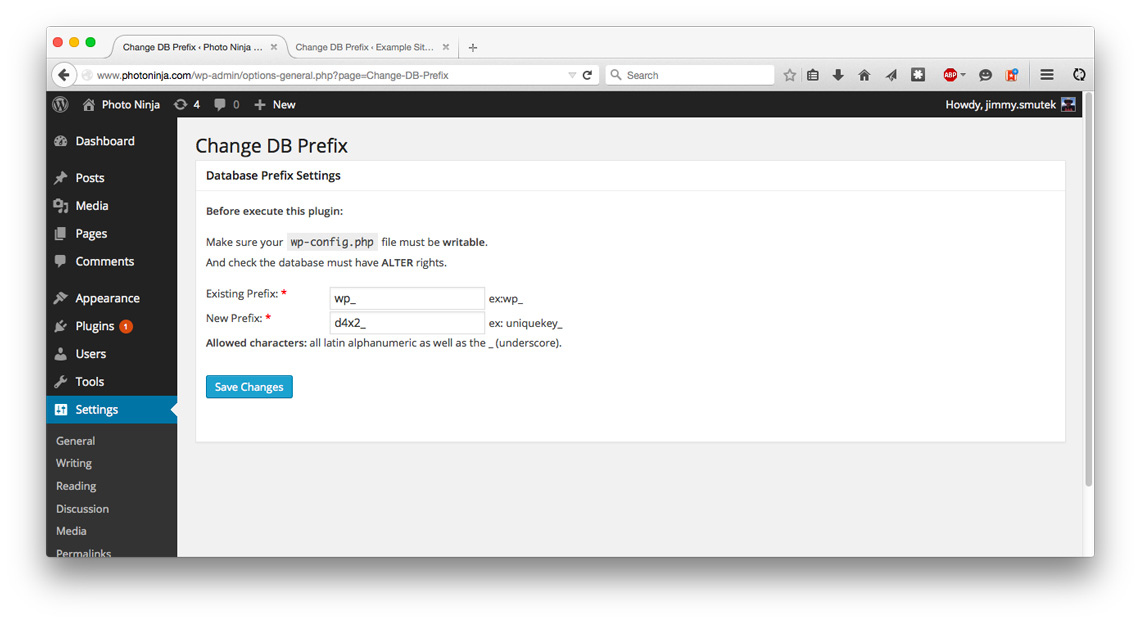 Change DB Prefix ‹ Photo Ninja ...
Change DB Prefix ‹ Example Sit...
www.photoninja.com/wp-admin/options-general.php?page=Change-DB-Prefix
Search
ABP
Photo Ninja 4 0 New
Howdy, jimmy.smutek
Dashboard
Posts
Media
Pages
Comments
Appearance
Plugins 1
Users
Tools
Settings
General
Writing
Reading
Discussion
Media
Permalinks
Change DB Prefix
Database Prefix Settings
Before execute this plugin:
Make sure your wp-config.php file must be writable.
And check the database must have ALTER rights.
Existing Prefix: * wp_ ex:wp_
New Prefix: * d4x2_ ex: uniquekey_
Allowed characters: all latin alphanumeric as well as the _ (underscore).
Save Changes